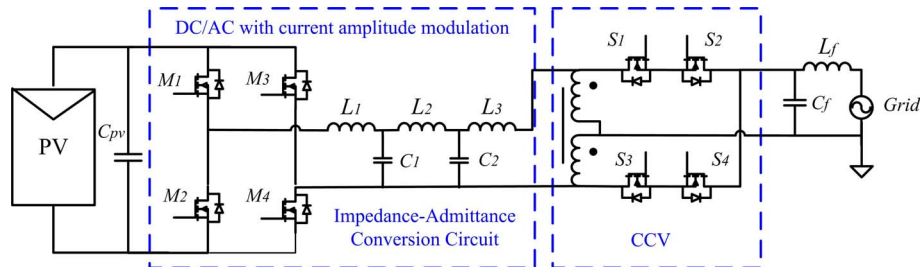 DC/AC with current amplitude modulation
S1
S2
Lf
M1
M3
L1
L2
L3
PV
Cpv
C1
C2
Cf
Grid
M2
M4
S3
S4
Impedance-Admittance
Conversion Circuit
CCV